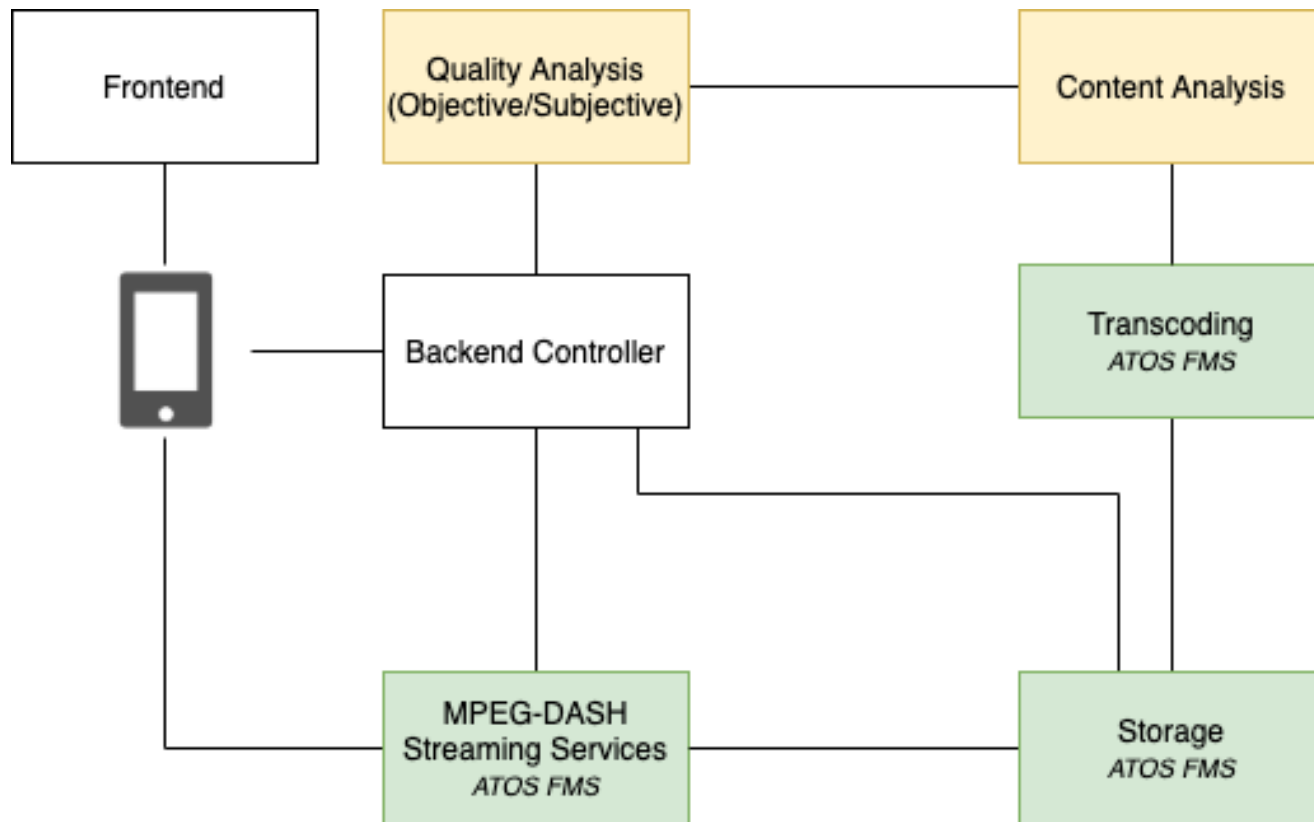 Frontend
Quality Analysis
(Objective/Subjective)
Content Analysis
Backend Controller
Transcoding
ATOS FMS
MPEG-DASH
Streaming Services
ATOS FMS
Storage
ATOS FMS